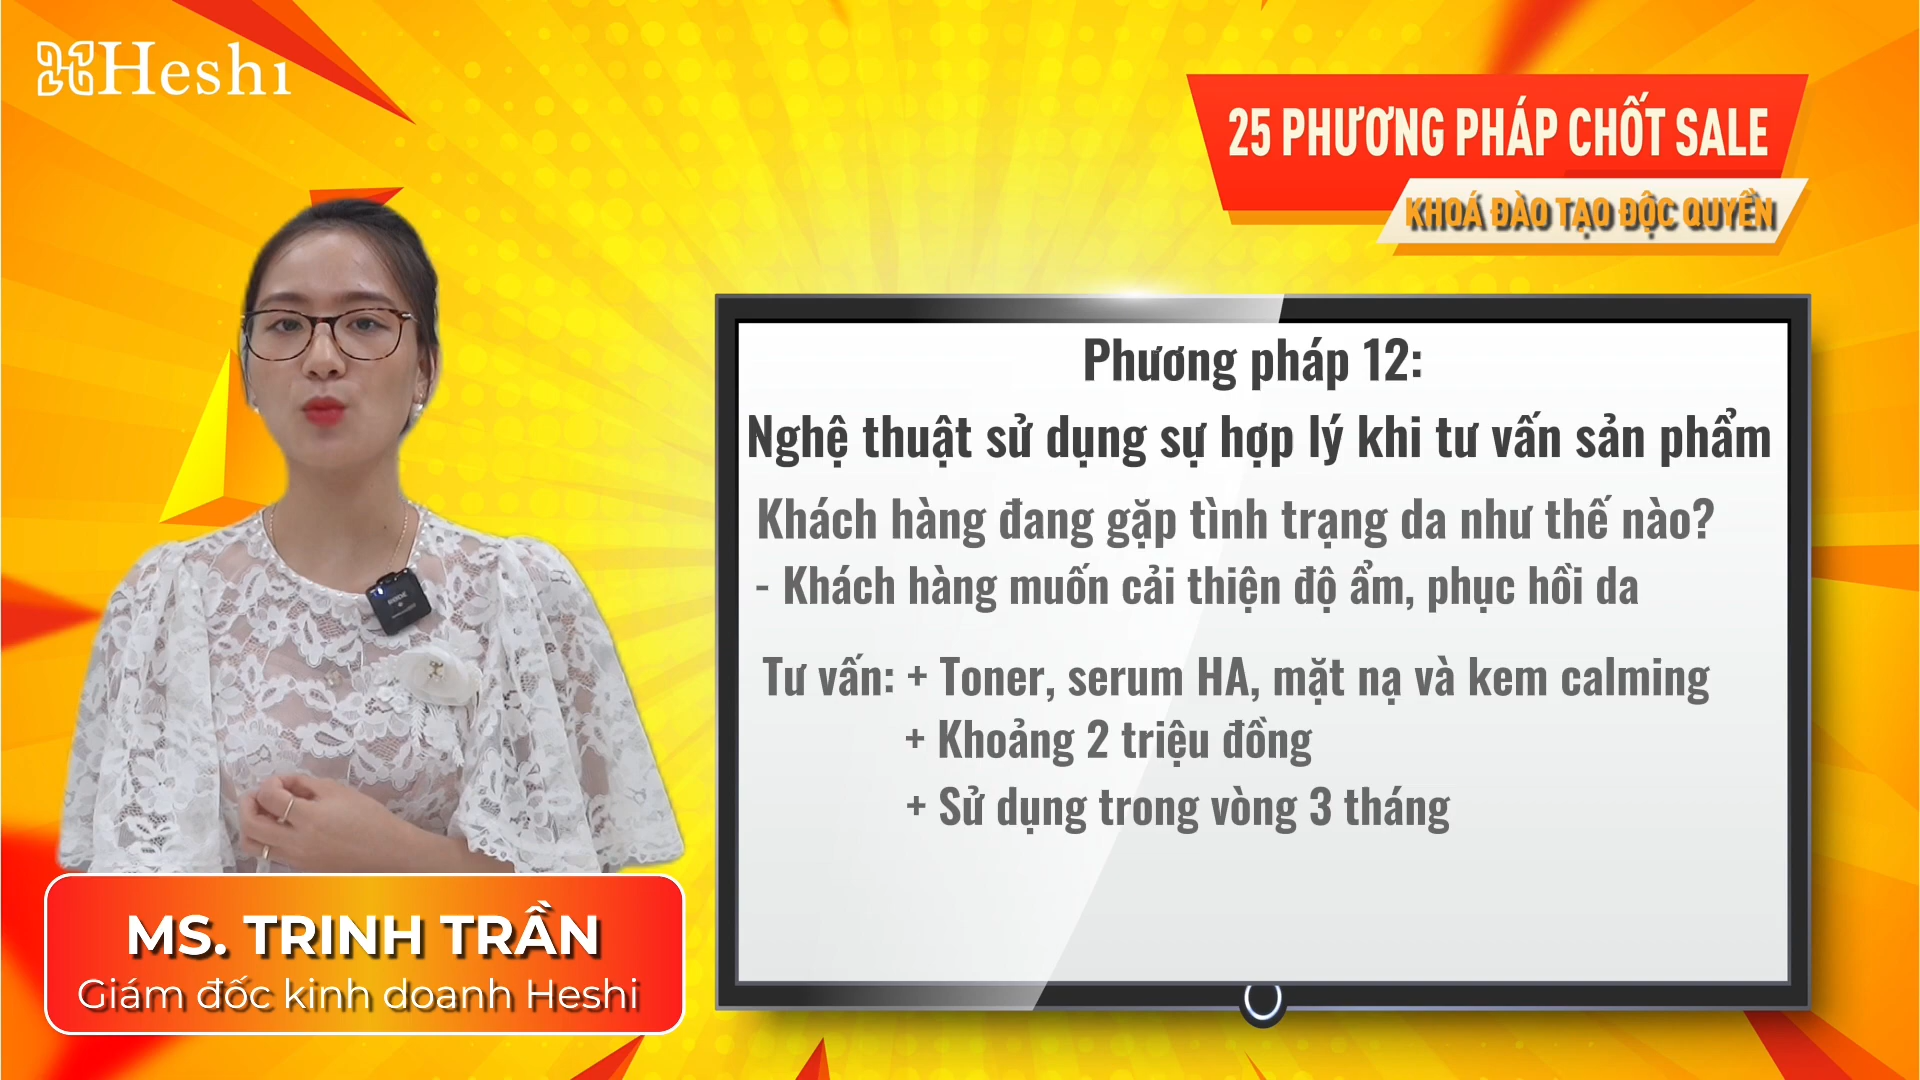 Heshi
25 PHƯƠNG PHÁP CHỐT SALE
KHOÁ ĐÀO TẠO ĐỘC QUYỀN
Phương pháp 12:
Nghệ thuật sử dụng sự hợp lý khi tư vấn sản phẩm
Khách hàng đang gặp tình trạng da như thế nào?
- Khách hàng muốn cải thiện độ ẩm, phục hồi da
Tư vấn: + Toner, serum HA, mặt nạ và kem calming
+ Khoảng 2 triệu đồng
+ Sử dụng trong vòng 3 tháng
MS. TRINH TRẦN
Giám đốc kinh doanh Heshi